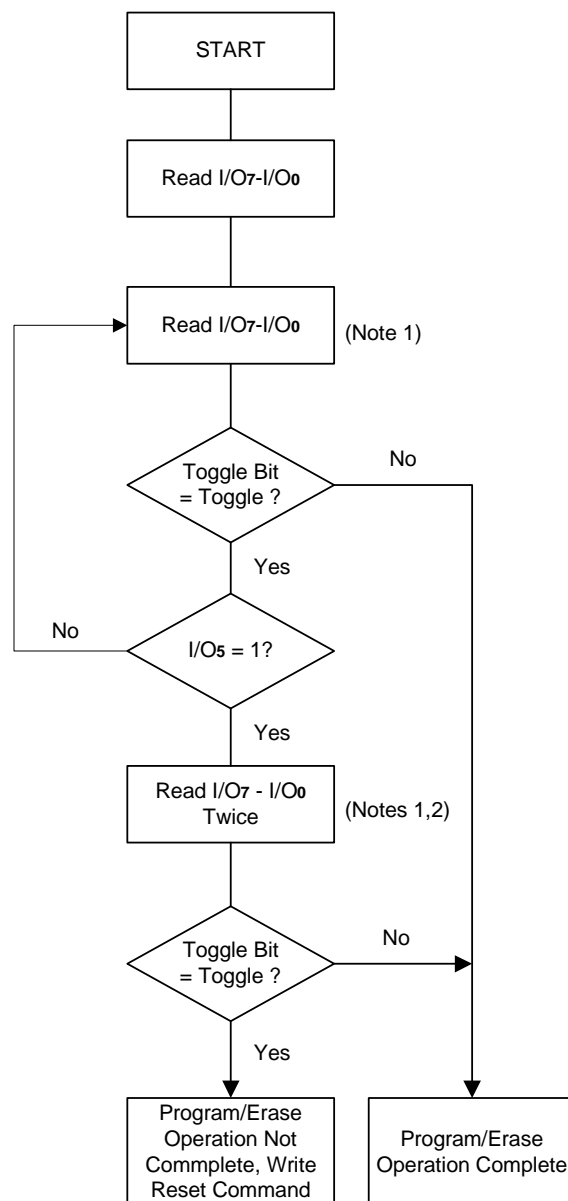 START
Read I/O7-I/O0
Read I/O7-I/O0
(Note 1)
Toggle Bit
= Toggle ?
No
Yes
I/O5 = 1?
No
Yes
Read I/O7 - I/O0
Twice
(Notes 1,2)
Toggle Bit
= Toggle ?
No
Yes
Program/Erase
Operation Not
Commplete, Write
Reset Command
Program/Erase
Operation Complete